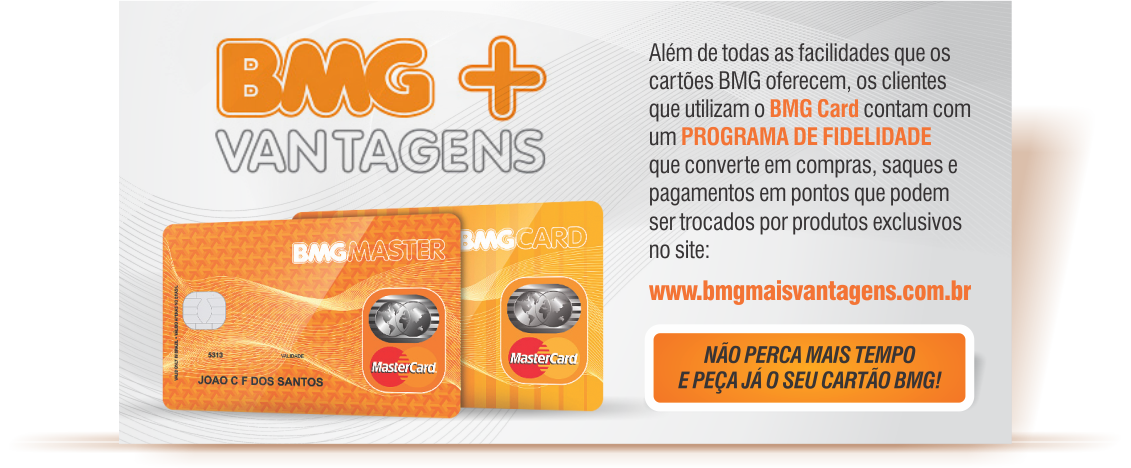 BMG +
VANTAGENS
BMGMASTER
BMGCARD
5313
VALIDADE
JOAO C F DOS SANTOS
MasterCard
MasterCard
Além de todas as facilidades que os
cartões BMG oferecem, os clientes
que utilizam o BMG Card contam com
um PROGRAMA DE FIDELIDADE
que converte em compras, saques e
pagamentos em pontos que podem
ser trocados por produtos exclusivos
no site:
www.bmgmaisvantagens.com.br
NÃO PERCA MAIS TEMPO
E PEÇA JÁ O SEU CARTÃO BMG!